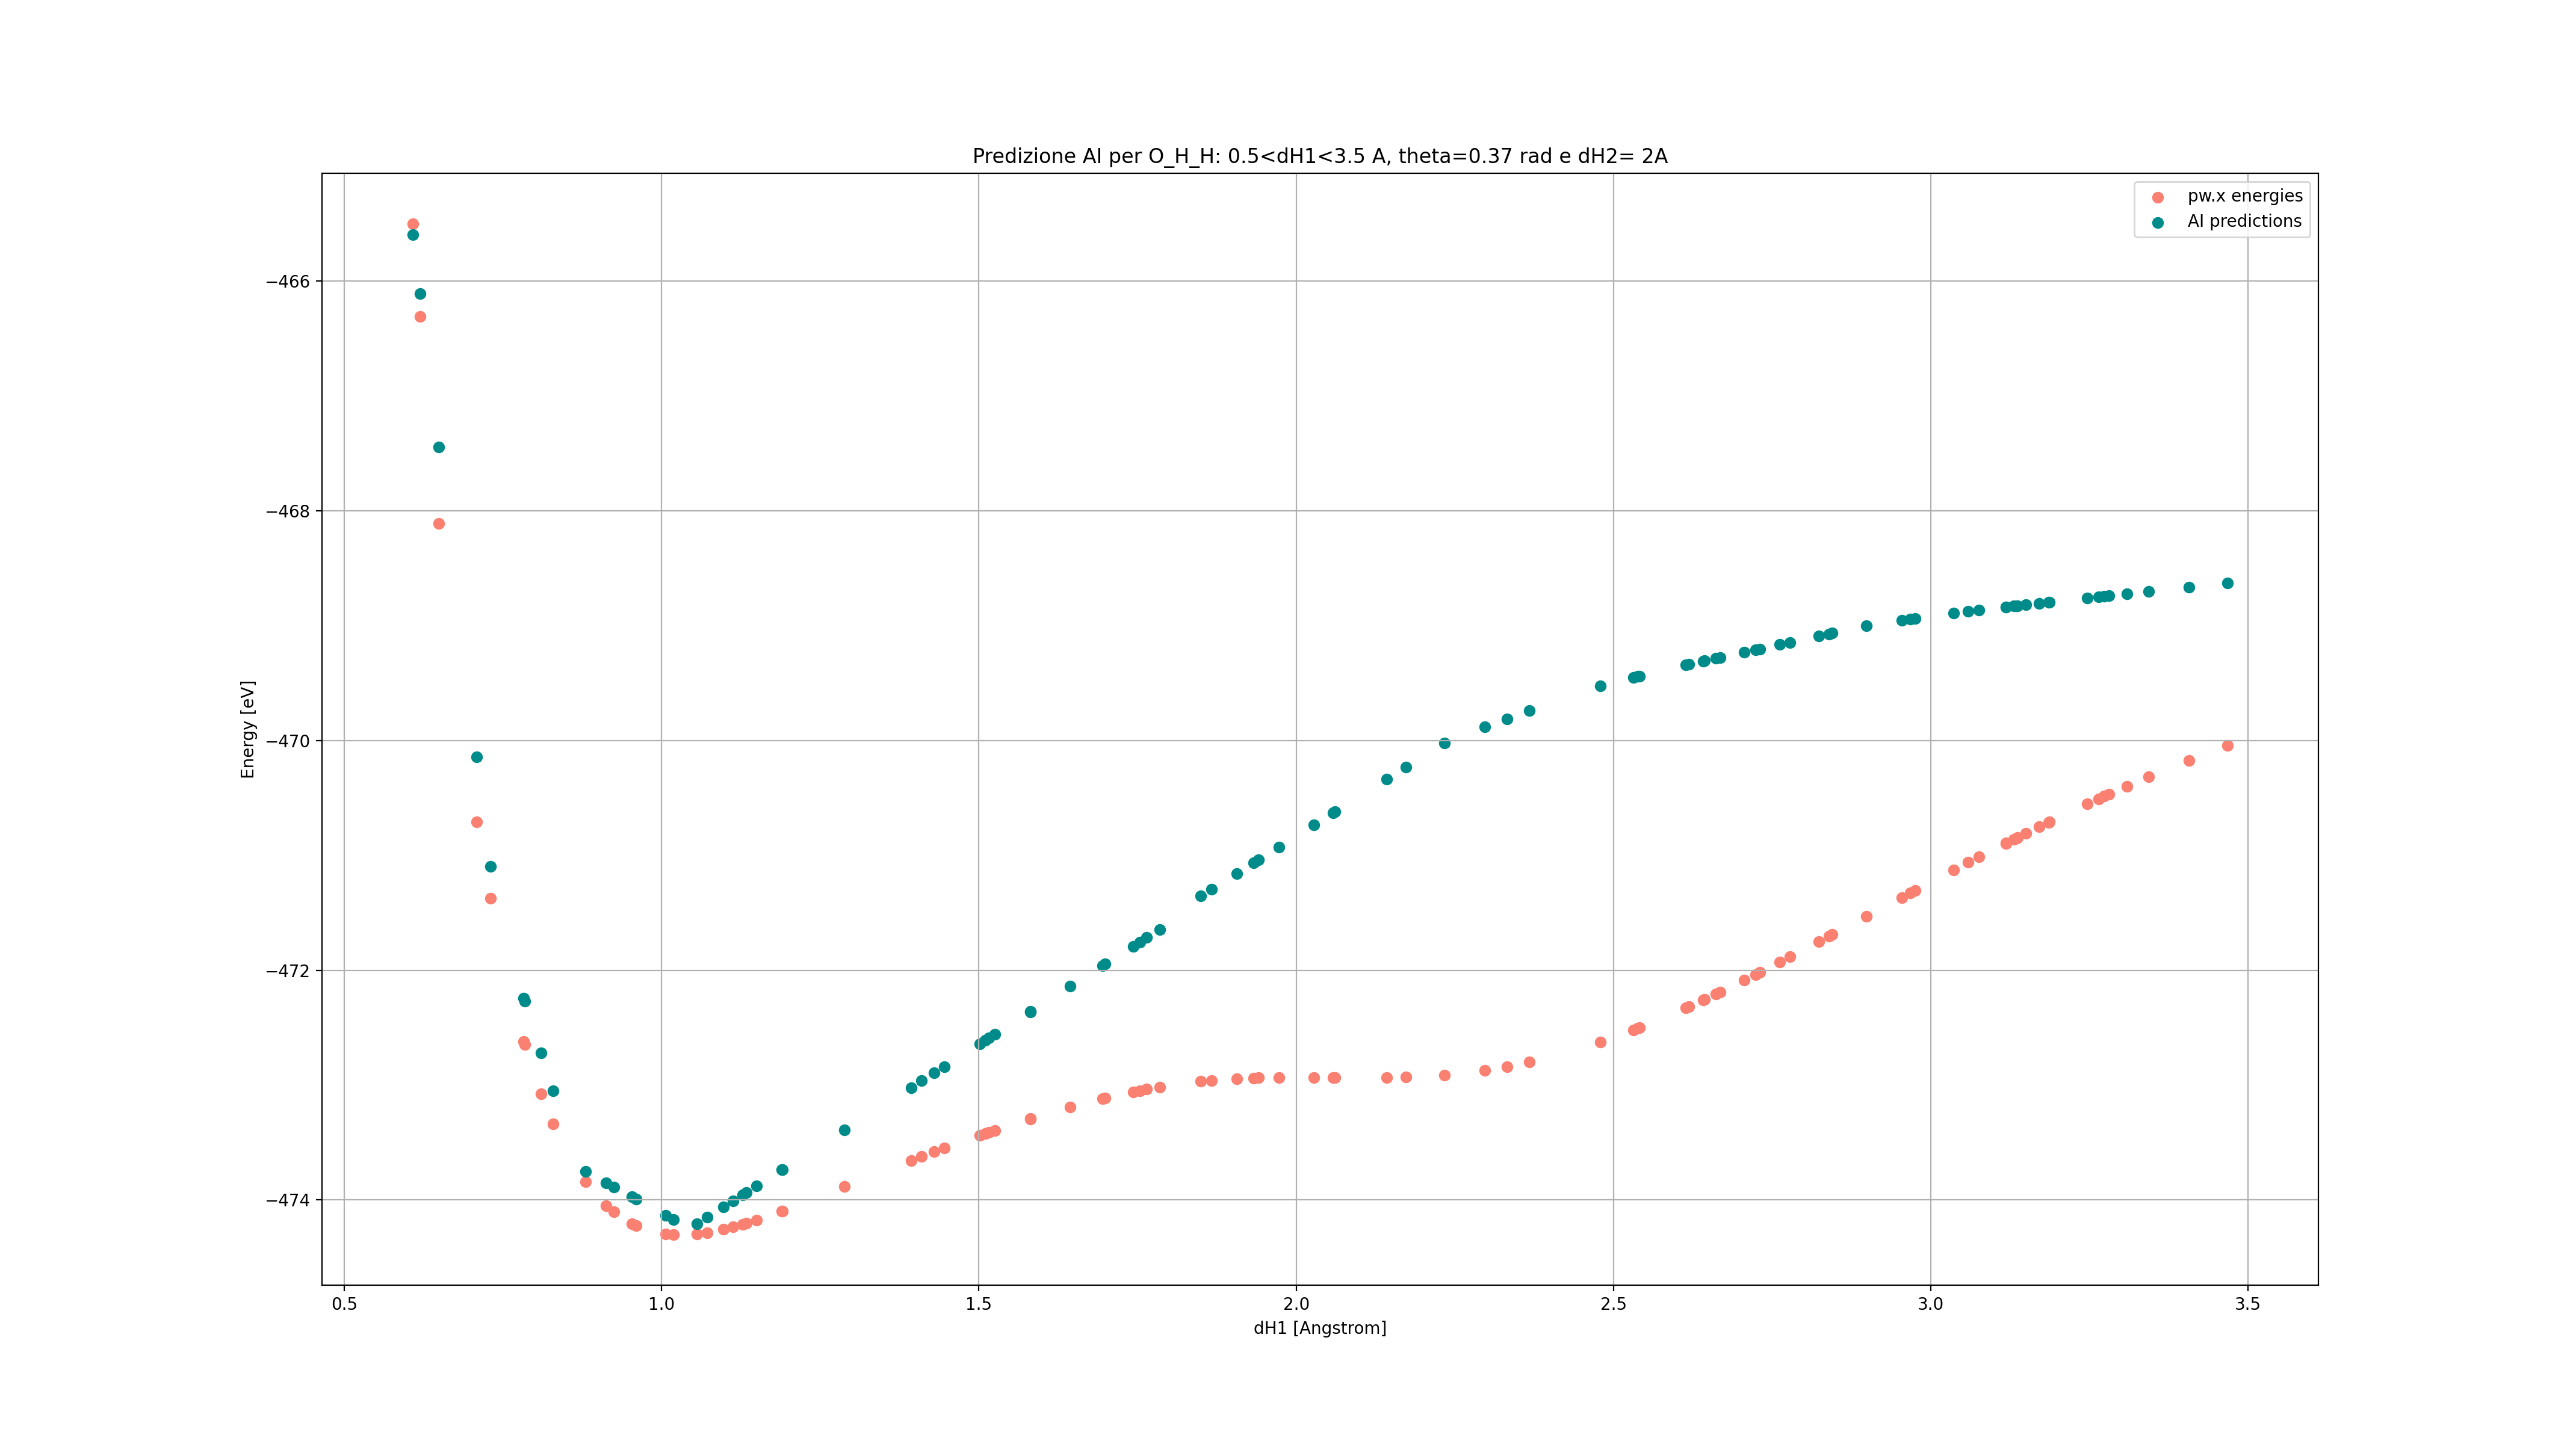 Predizione AI per O_H_H: 0.5<dH1<3.5 A, theta=0.37 rad e dH2= 2A
pw.x energies
AI predictions
−466
−468
−470
−472
−474
Energy [eV]
0.5 1.0 1.5 2.0 2.5 3.0 3.5
dH1 [Angstrom]